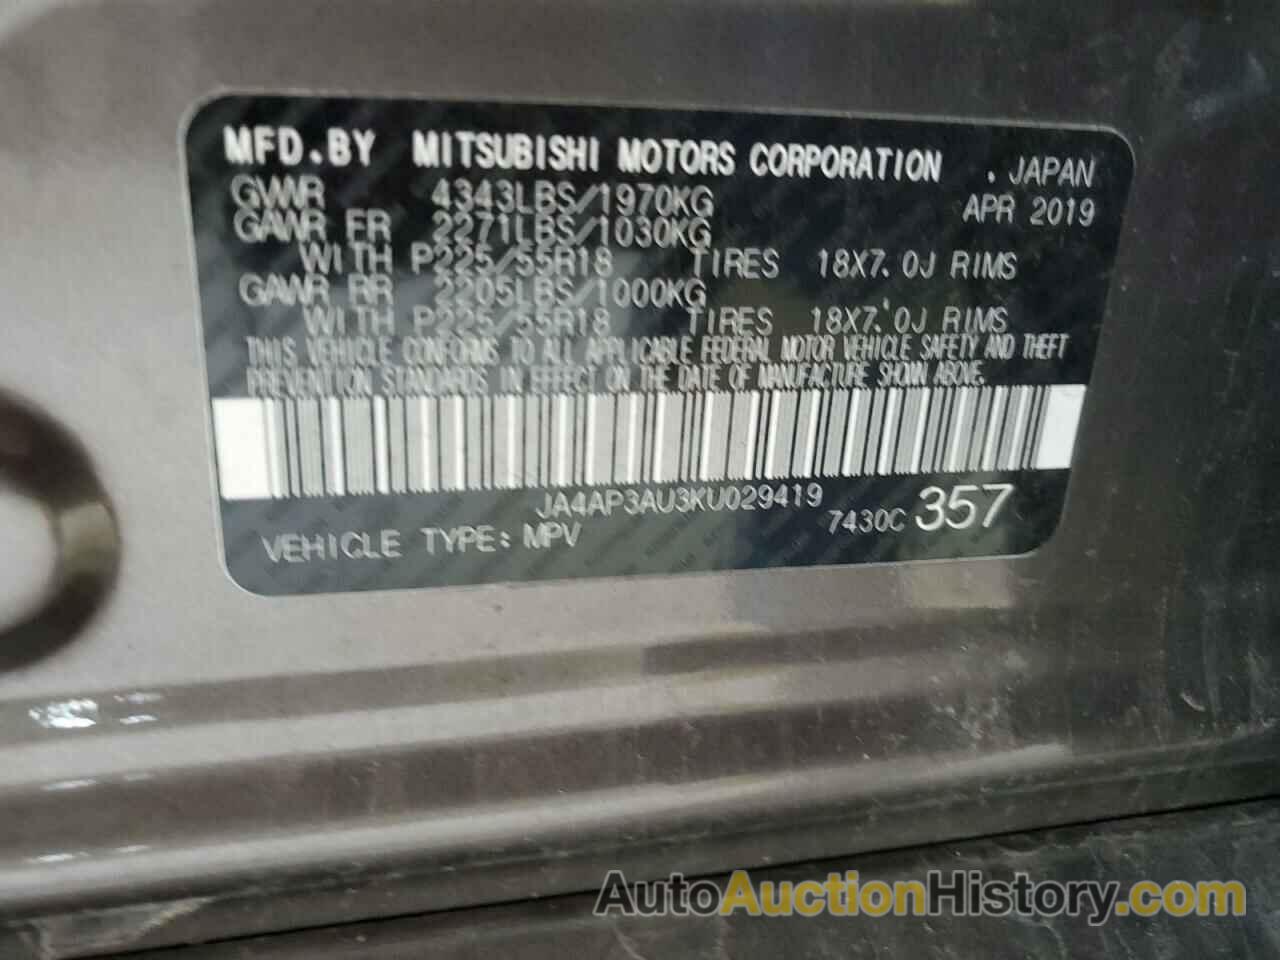 MFD.BY MITSUBISHI MOTORS CORPORATION . JAPAN
GVWR 4343LBS/1970KG APR 2019
GAWR FR 2271LBS/1030KG
WITH P225/55R18 TIRES 18X7.0J RIMS
GAWR RR 2205LBS/1000KG
WITH P225/55R18 TIRES 18X7.0J RIMS
THIS VEHICLE CONFORMS TO ALL APPLICABLE FEDERAL MOTOR VEHICLE SAFETY AND THEFT
PREVENTION STANDARDS IN EFFECT ON THE DATE OF MANUFACTURE SHOWN ABOVE.
JA4AP3AU3KU029419
7430C 357
VEHICLE TYPE: MPV
AutoAuctionHistory.com